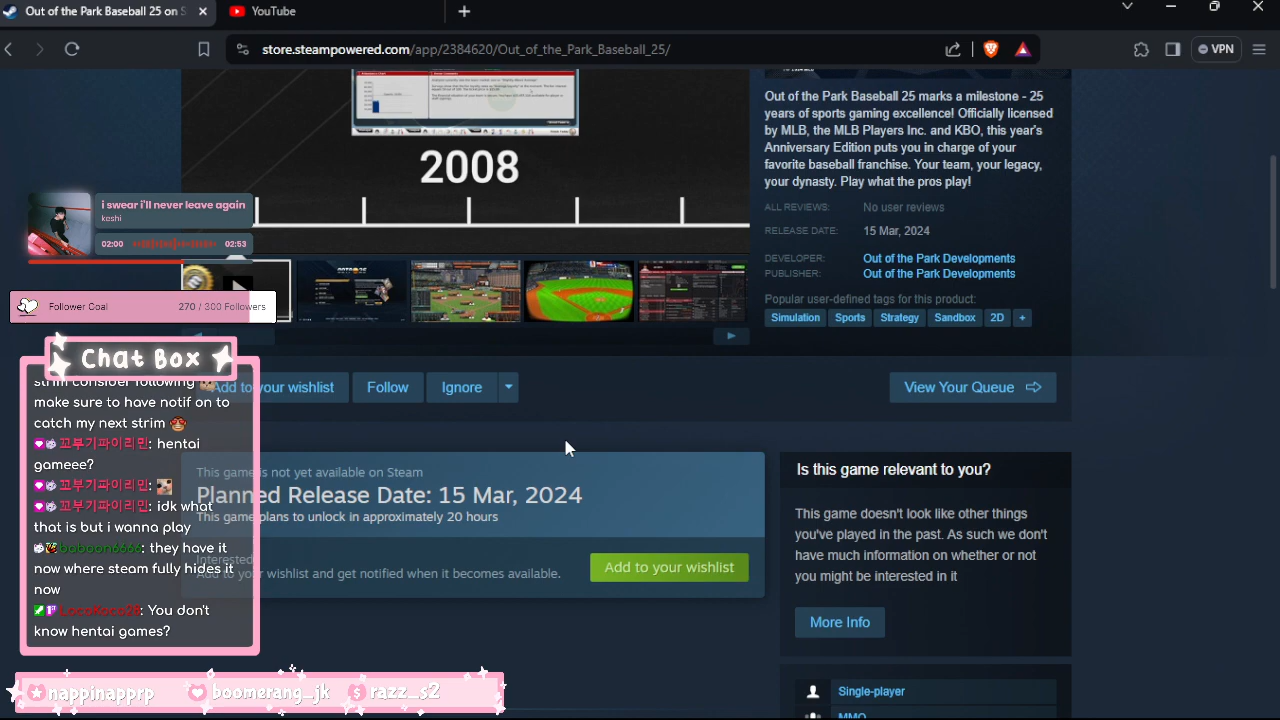 Out of the Park Baseball 25 on S
YouTube
store.steampowered.com/app/2384620/Out_of_the_Park_Baseball_25/
VPN
2008
Out of the Park Baseball 25 marks a milestone - 25
years of sports gaming excellence! Officially licensed
by MLB, the MLB Players Inc. and KBO, this year's
Anniversary Edition puts you in charge of your
favorite baseball franchise. Your team, your legacy,
your dynasty. Play what the pros play!
ALL REVIEWS: No user reviews
RELEASE DATE: 15 Mar, 2024
DEVELOPER: Out of the Park Developments
PUBLISHER: Out of the Park Developments
Popular user-defined tags for this product:
Simulation Sports Strategy Sandbox 2D +
i swear i'll never leave again
keshi
02:00 02:53
Follower Goal 270 / 300 Followers
Chat Box
strim consider following
make sure to have notif on to
catch my next strim
꼬부기파이리민: hentai
gameee?
꼬부기파이리민:
꼬부기파이리민: idk what
that is but i wanna play
baboon6666: they have it
now where steam fully hides it
now
LocoKoco28: You don't
know hentai games?
Add to your wishlist Follow Ignore View Your Queue
This game is not yet available on Steam
Planned Release Date: 15 Mar, 2024
This game plans to unlock in approximately 20 hours
Interested?
Add to your wishlist and get notified when it becomes available.
Add to your wishlist
Is this game relevant to you?
This game doesn't look like other things
you've played in the past. As such we don't
have much information on whether or not
you might be interested in it
More Info
Single-player
MMO
nappinapprp boomerang_jk razz_s2